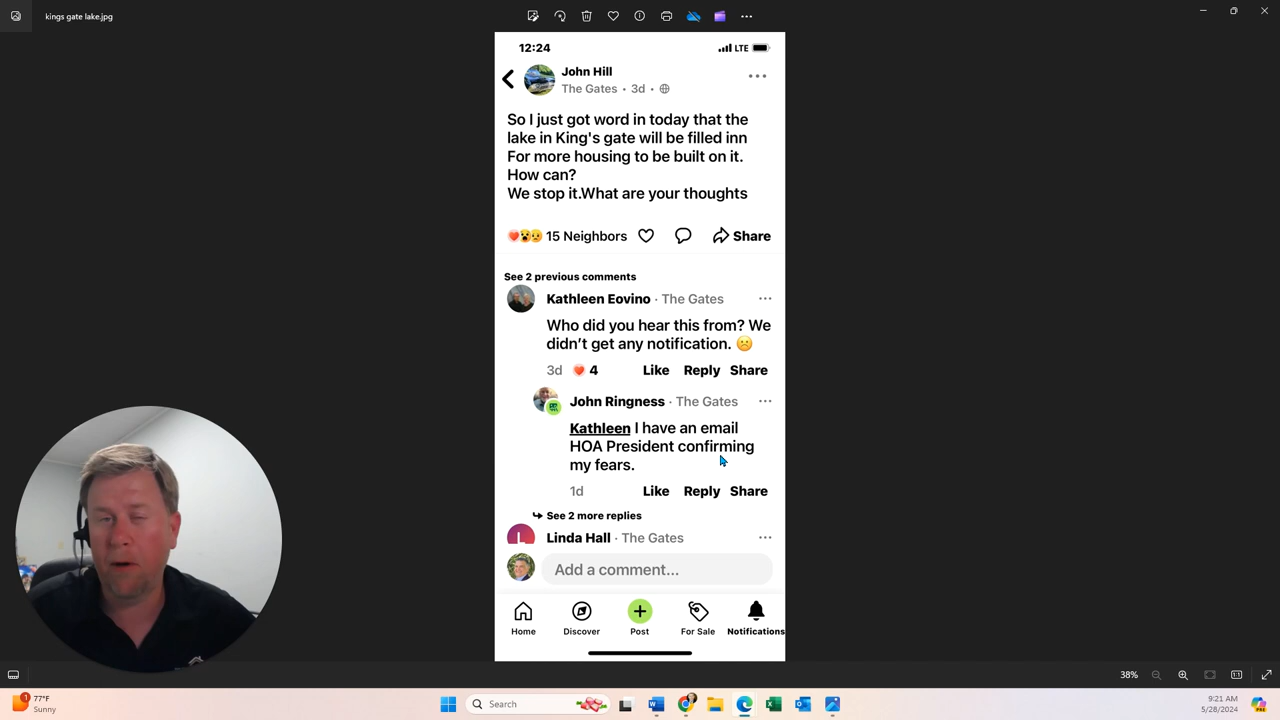 kings gate lake.jpg
12:24
LTE
John Hill
The Gates • 3d •
So I just got word in today that the
lake in King's gate will be filled inn
For more housing to be built on it.
How can?
We stop it.What are your thoughts
15 Neighbors
Share
See 2 previous comments
Kathleen Eovino · The Gates
Who did you hear this from? We
didn't get any notification.
3d 4 Like Reply Share
John Ringness · The Gates
Kathleen I have an email
HOA President confirming
my fears.
1d Like Reply Share
See 2 more replies
L Linda Hall · The Gates
Add a comment...
Home Discover Post For Sale Notifications
38%
1 77°F
Sunny
Search
9:21 AM
5/28/2024